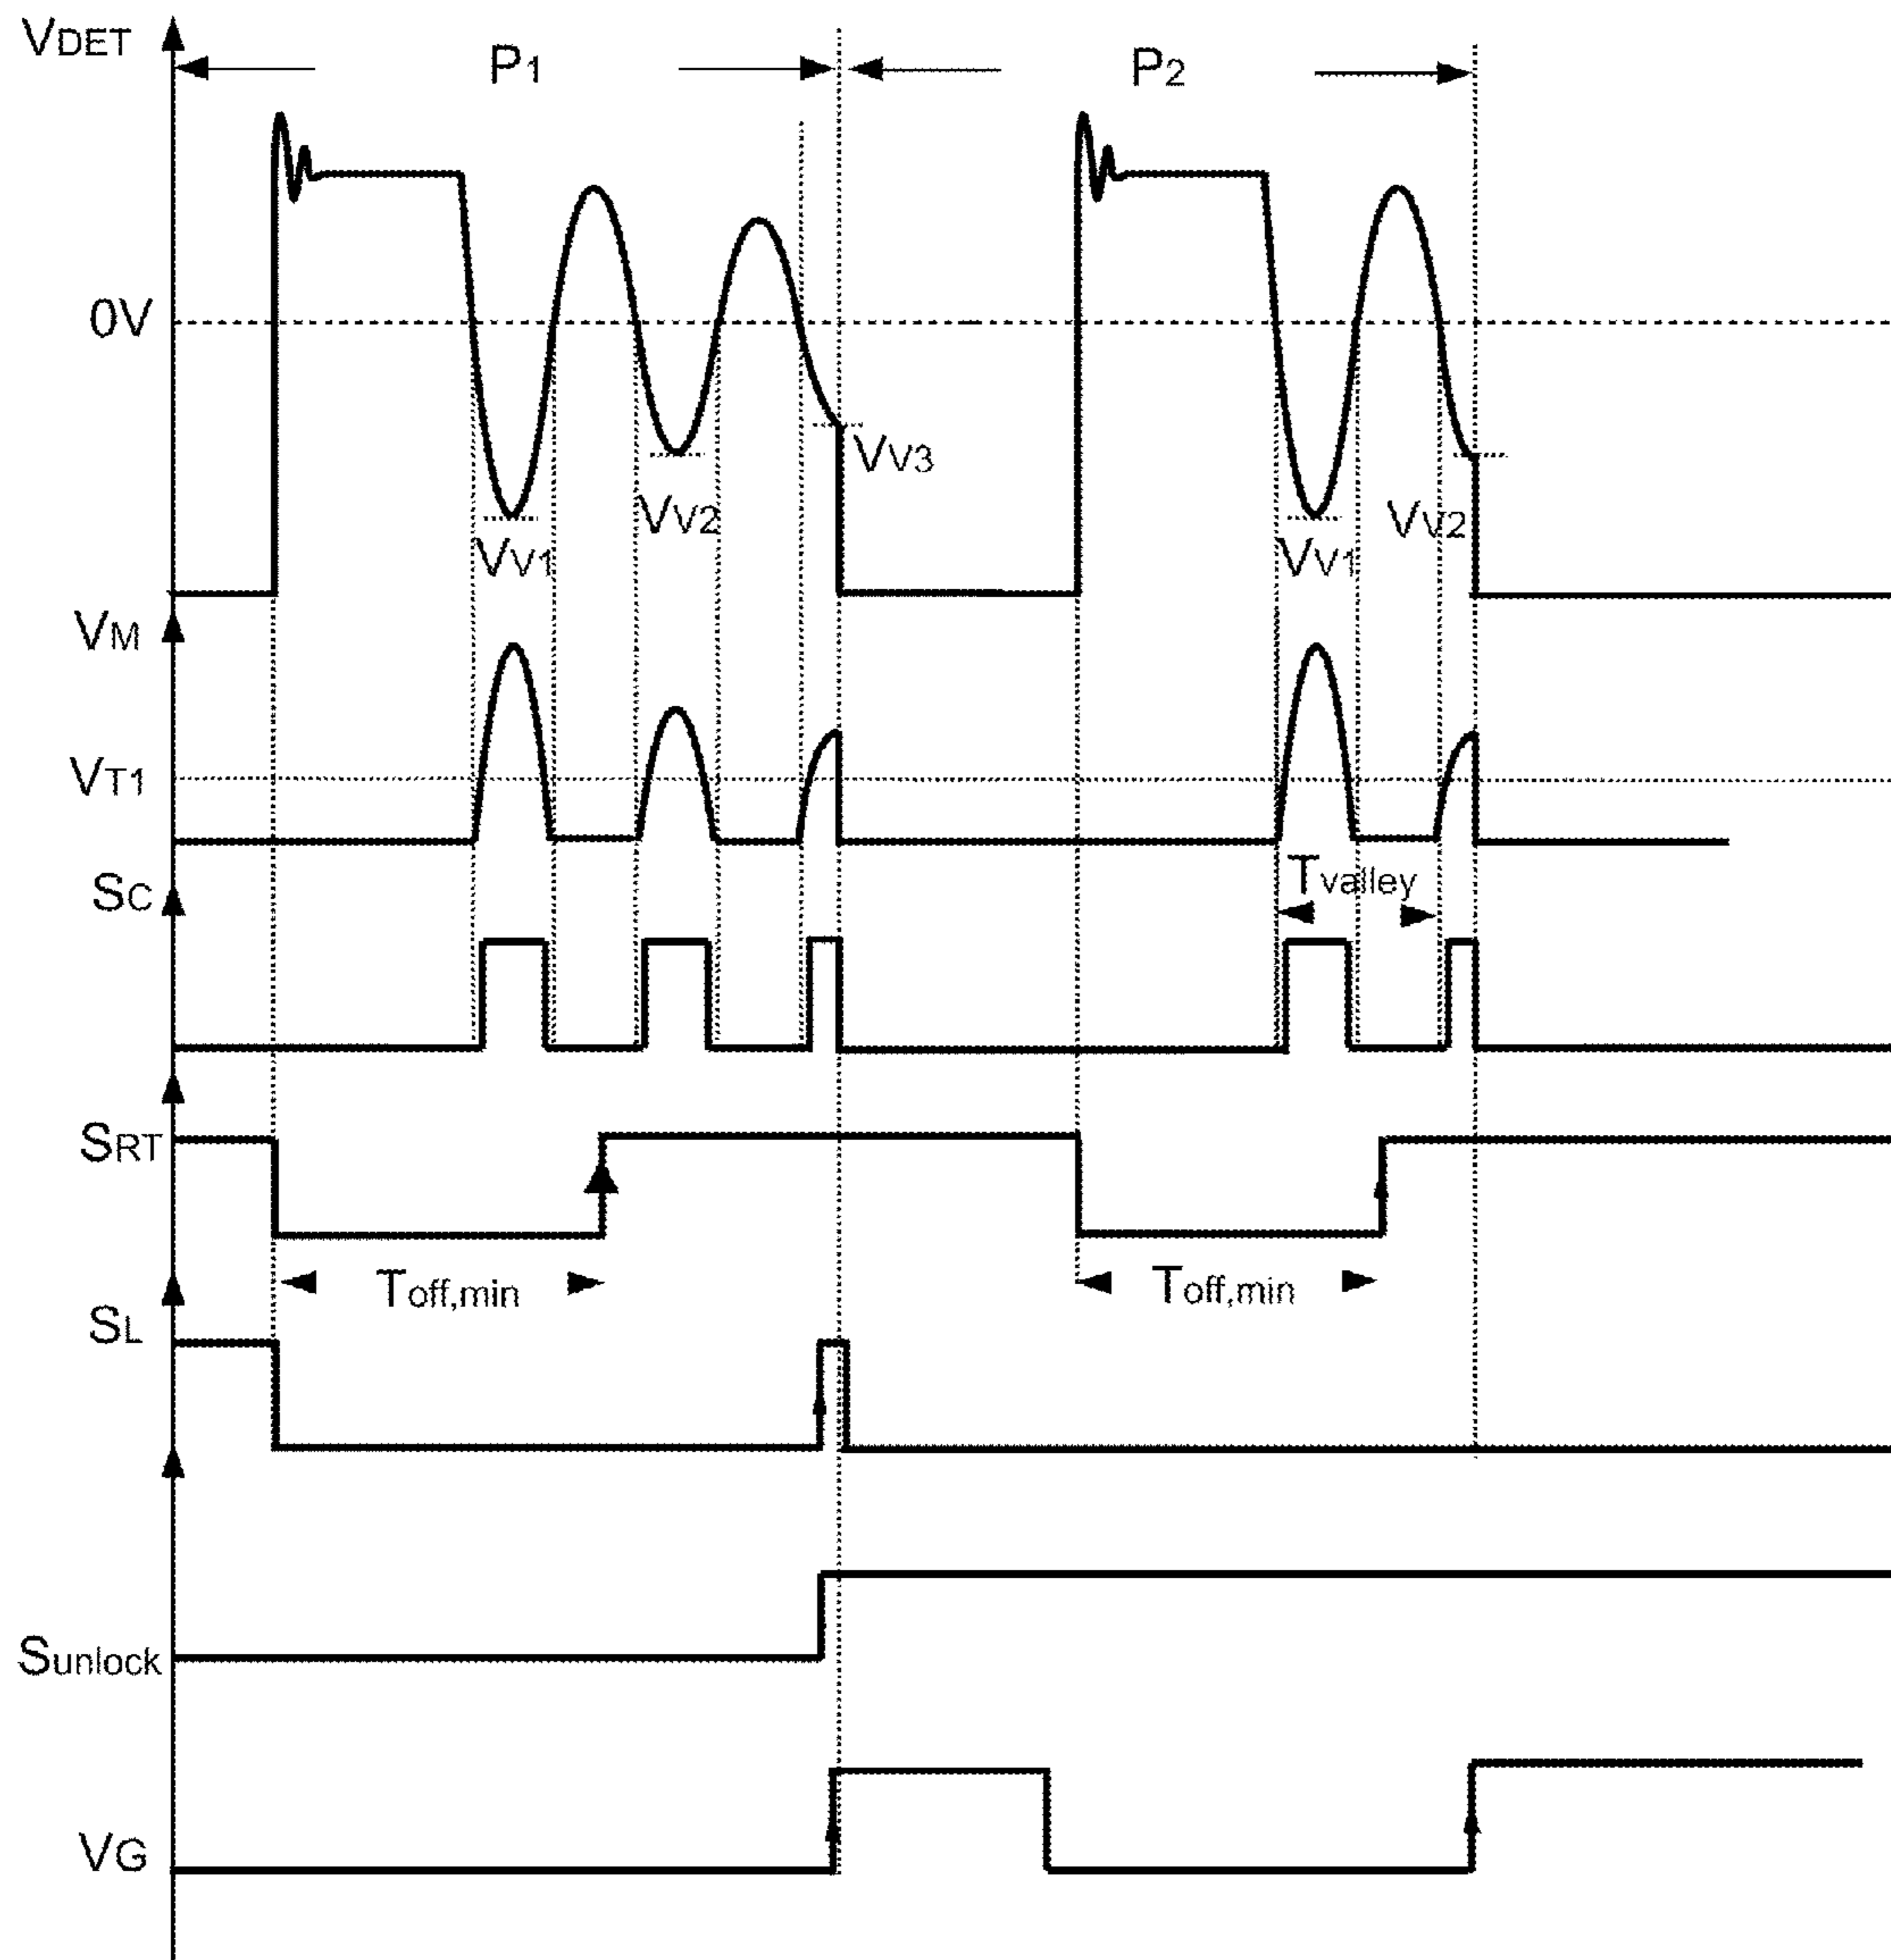 VDET
P1
P2
0V
VV3
VV2
VV2
VV1
VV1
VM
VT1
Tvalley
SC
SRT
Toff,min
Toff,min
SL
Sunlock
VG